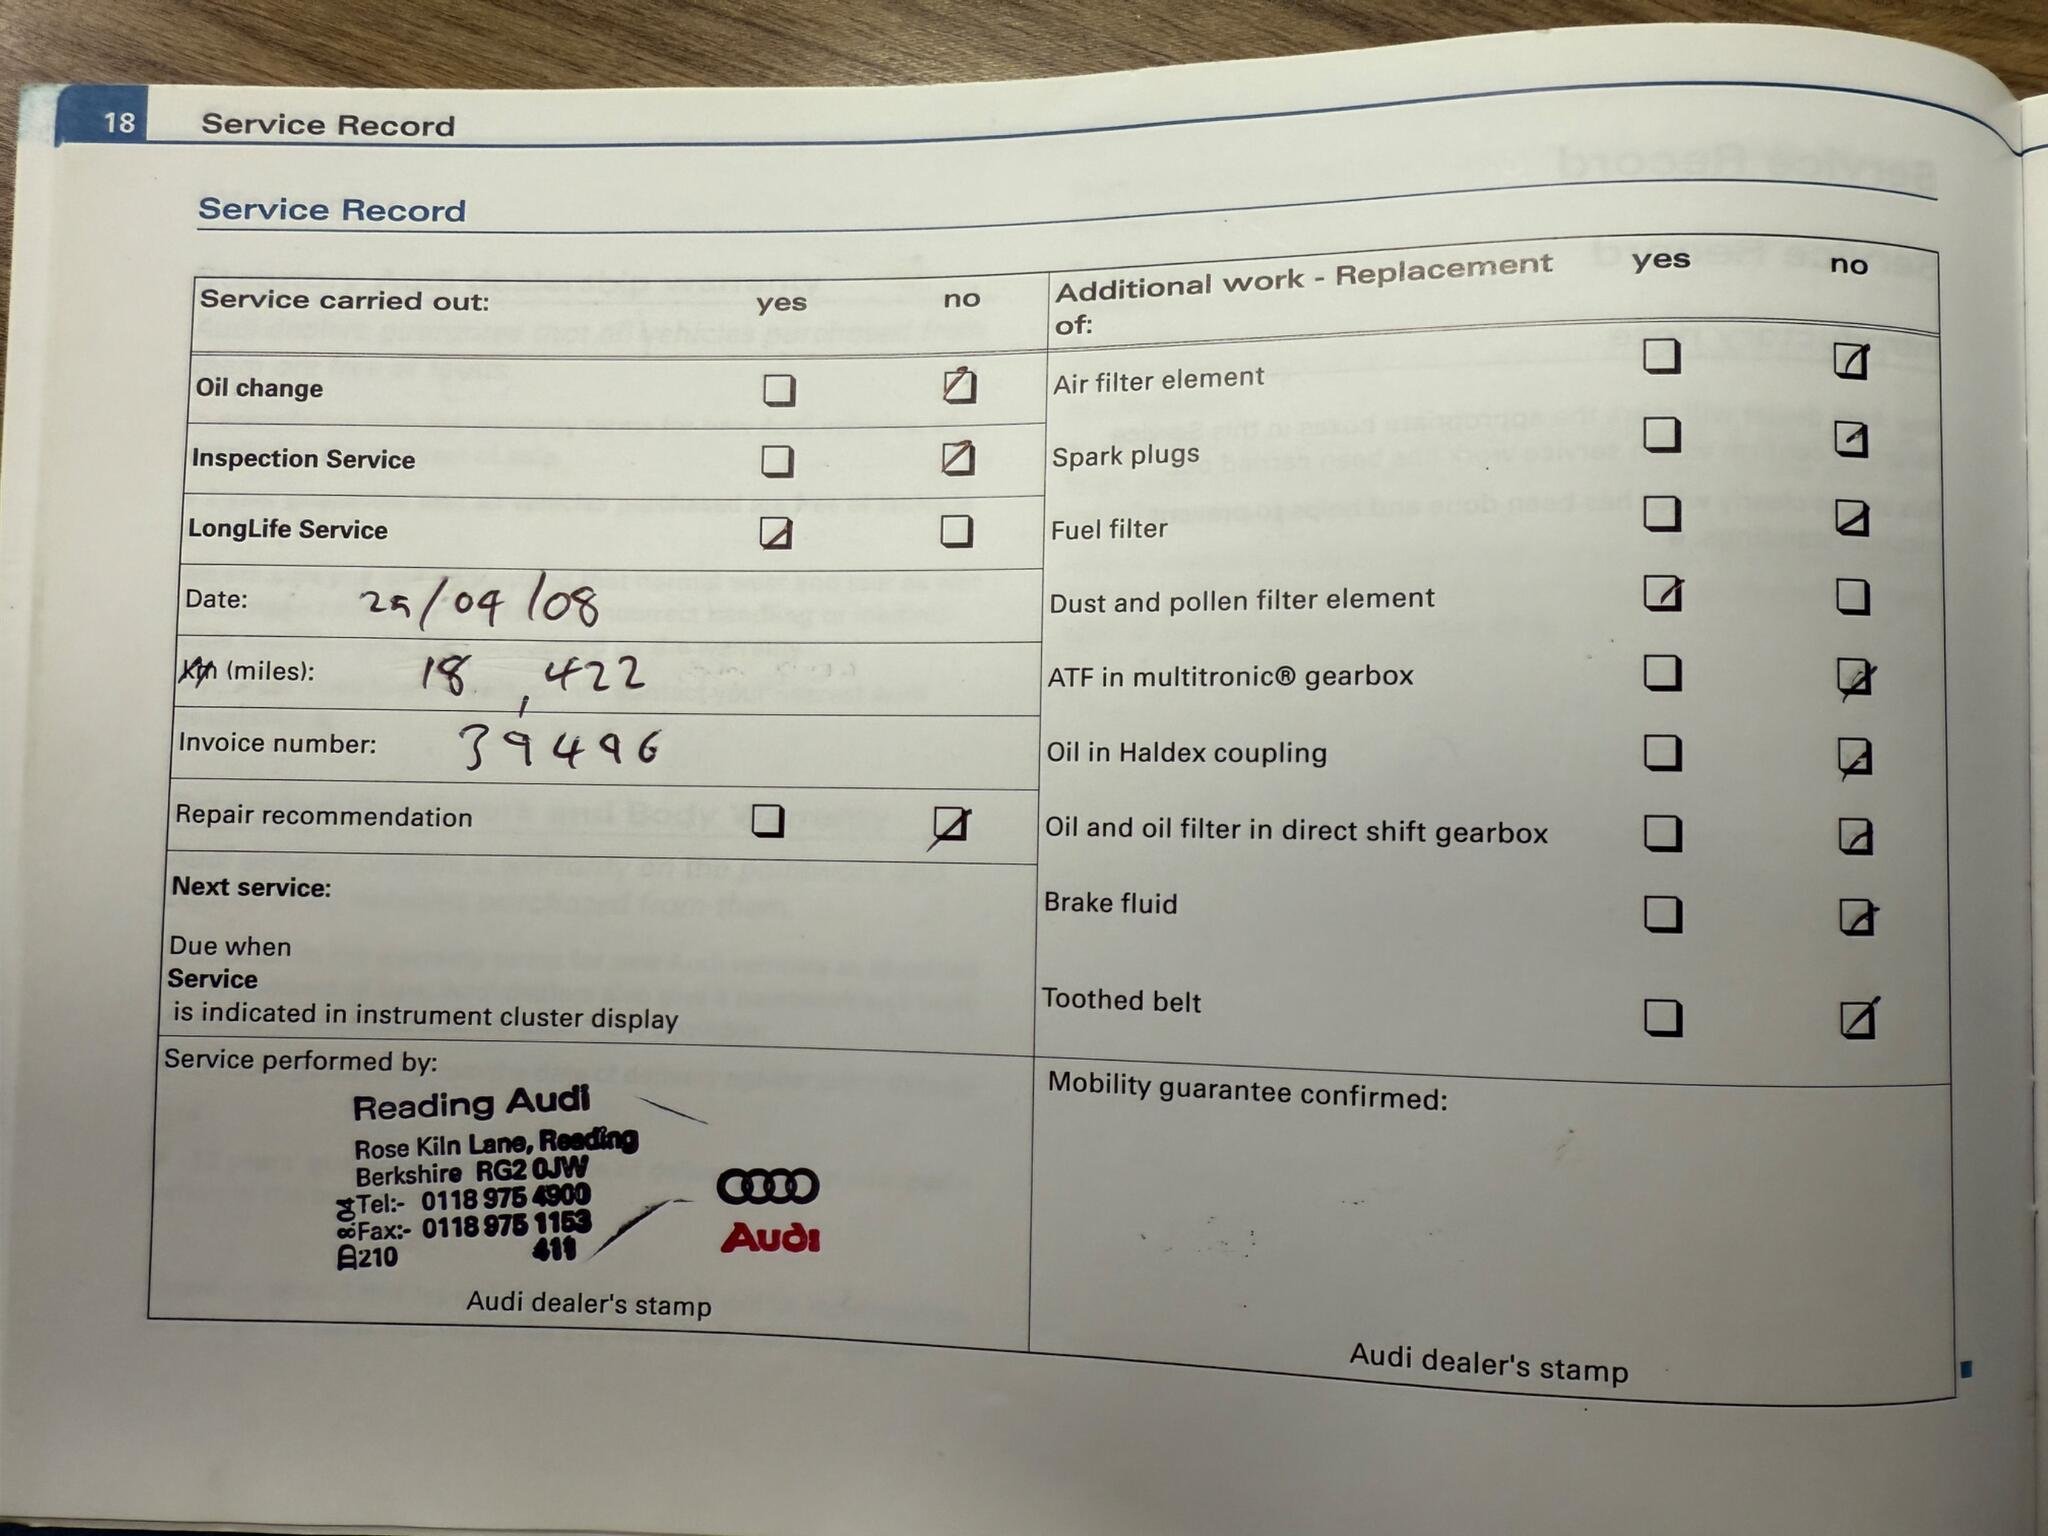 18
Service Record
Service Record
Service carried out: yes no
Oil change
Inspection Service
LongLife Service
Date: 29/04/08
Km (miles): 18,422
Invoice number: 39496
Repair recommendation
Next service:
Due when
Service
is indicated in instrument cluster display
Service performed by:
Reading Audi
Rose Kiln Lane, Reading
Berkshire RG2 0JW
Tel:- 0118 975 4900
Fax:- 0118 975 1153
210 411
Audi
Audi dealer's stamp
Additional work - Replacement yes no
of:
Air filter element
Spark plugs
Fuel filter
Dust and pollen filter element
ATF in multitronic® gearbox
Oil in Haldex coupling
Oil and oil filter in direct shift gearbox
Brake fluid
Toothed belt
Mobility guarantee confirmed:
Audi dealer's stamp